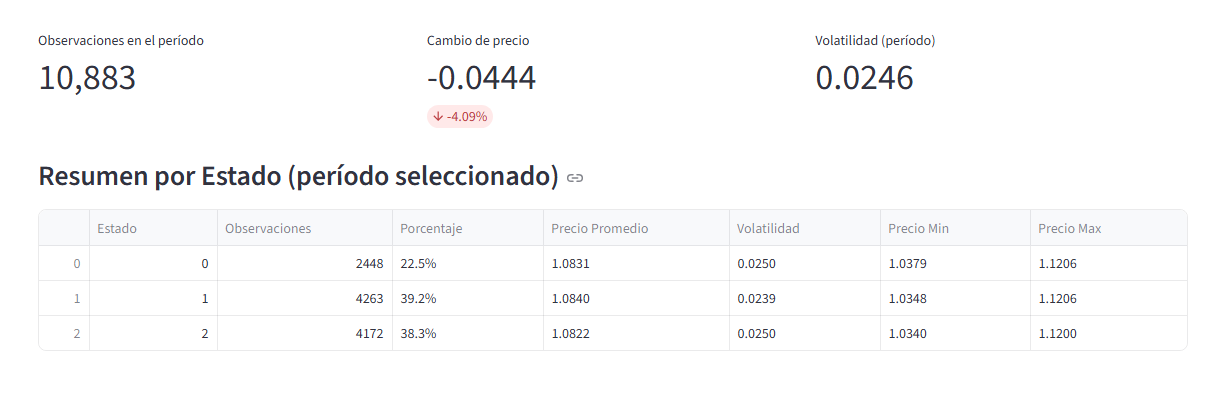 Observaciones en el período Cambio de precio Volatilidad (período)
10,883 -0.0444 0.0246
↓ -4.09%
Resumen por Estado (período seleccionado)
Estado Observaciones Porcentaje Precio Promedio Volatilidad Precio Min Precio Max
0 0 2448 22.5% 1.0831 0.0250 1.0379 1.1206
1 1 4263 39.2% 1.0840 0.0239 1.0348 1.1206
2 2 4172 38.3% 1.0822 0.0250 1.0340 1.1200